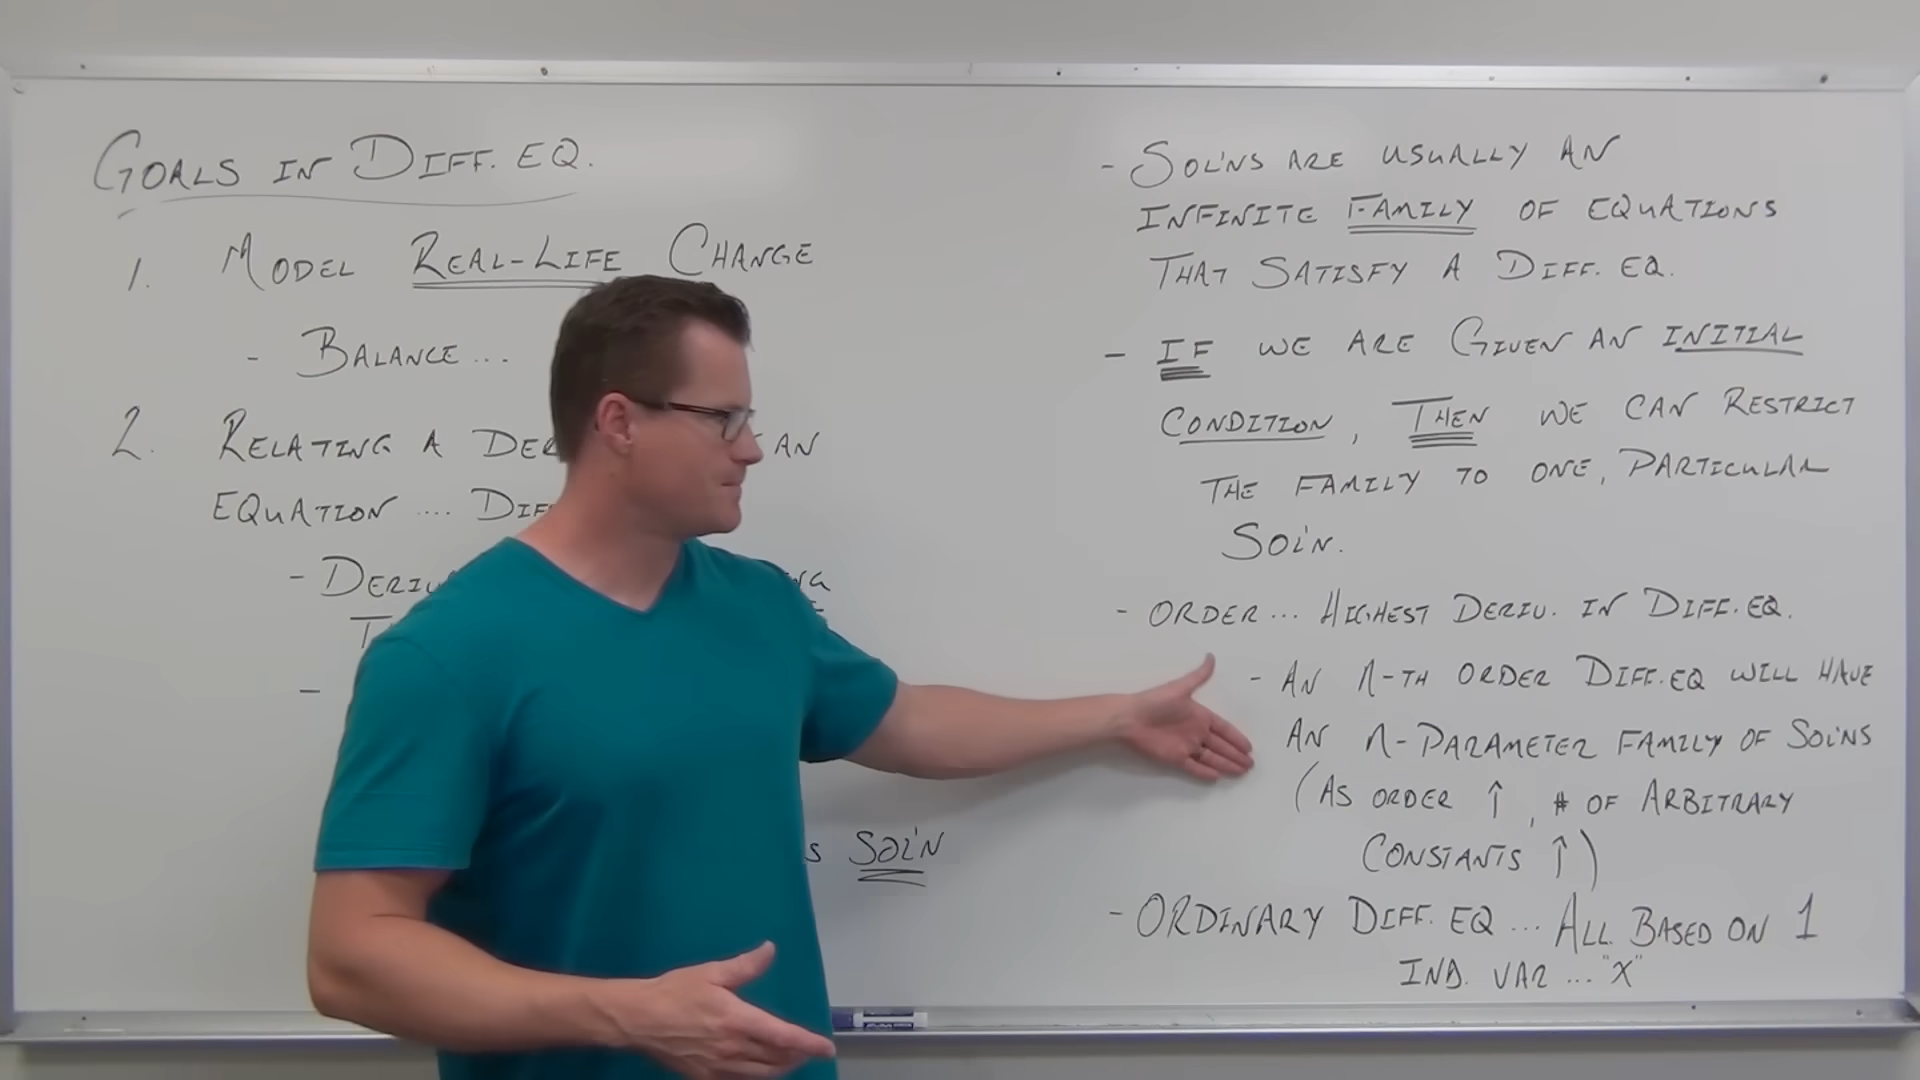 GOALS IN DIFF. EQ.
1. MODEL REAL-LIFE CHANGE
- BALANCE...
2. RELATING A AN
EQUATION ....
-
-
SOL'N
- SOL'NS ARE USUALLY AN
INFINITE FAMILY OF EQUATIONS
THAT SATISFY A DIFF. EQ.
- IF WE ARE GIVEN AN INITIAL
CONDITION, THEN WE CAN RESTRICT
THE FAMILY TO ONE, PARTICULAR
SOL'N.
- ORDER... HIGHEST DERIV. IN DIFF. EQ.
- AN n-TH ORDER DIFF. EQ WILL HAVE
AN n-PARAMETER FAMILY OF SOL'NS
(AS ORDER ↑, # OF ARBITRARY
CONSTANTS ↑)
- ORDINARY DIFF. EQ ... ALL BASED ON 1
IND. VAR ... "X"